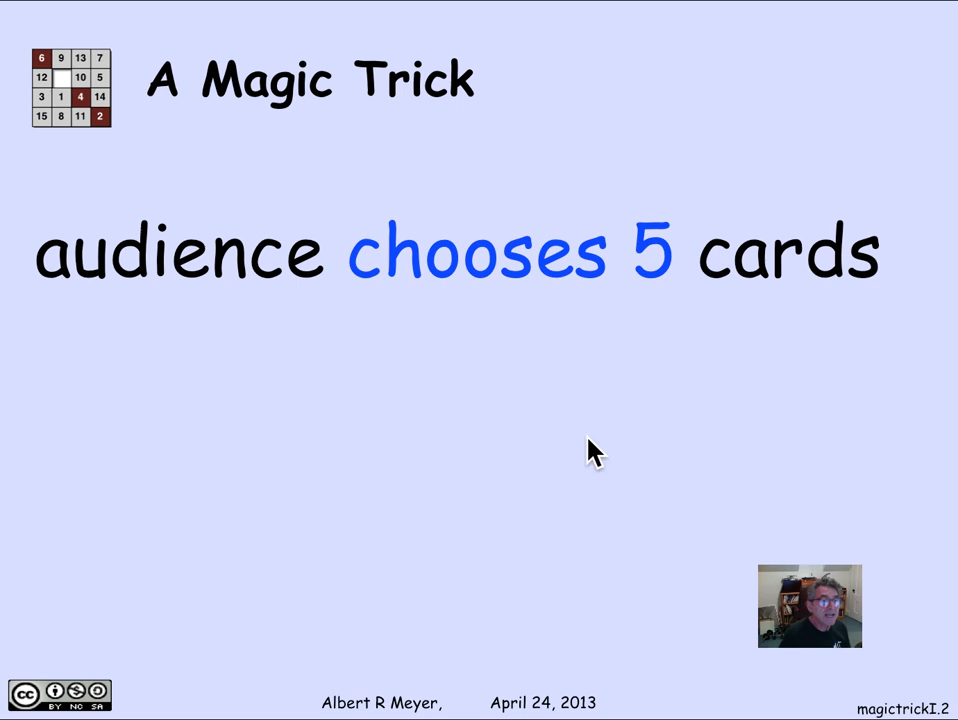 6 9 13 7
12 10 5
3 1 4 14
15 8 11 2
A Magic Trick
audience chooses 5 cards
cc BY NC SA
Albert R Meyer, April 24, 2013
magictrickI.2